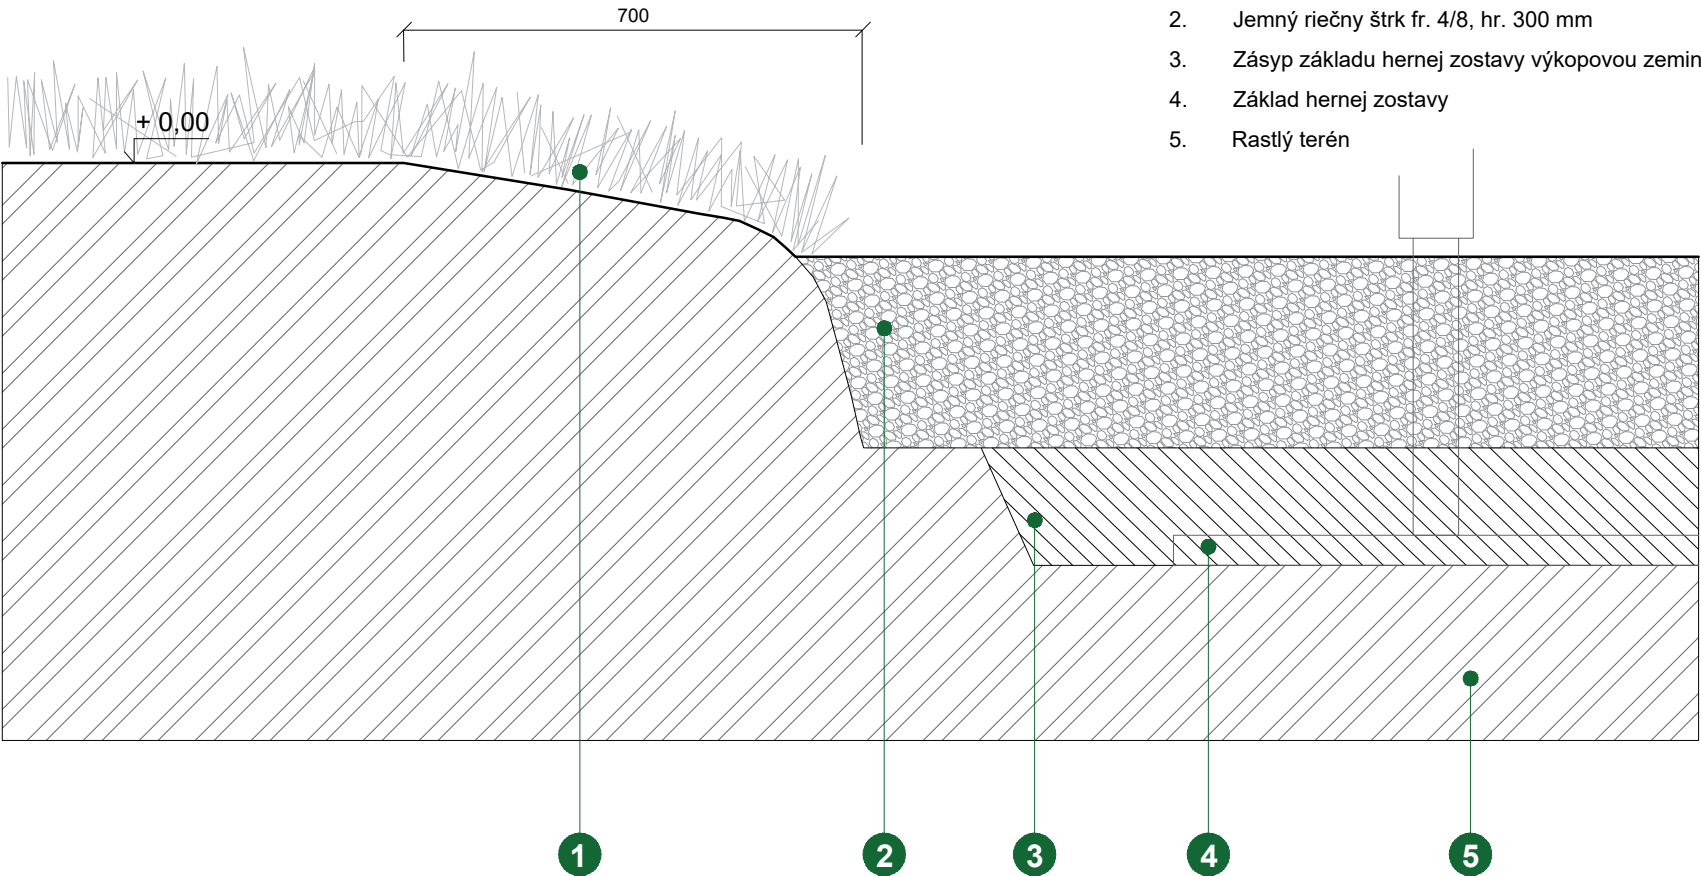 700
2. Jemný riečny štrk fr. 4/8, hr. 300 mm
3. Zásyp základu hernej zostavy výkopovou zemin
4. Základ hernej zostavy
5. Rastlý terén
+ 0,00
1 2 3 4 5